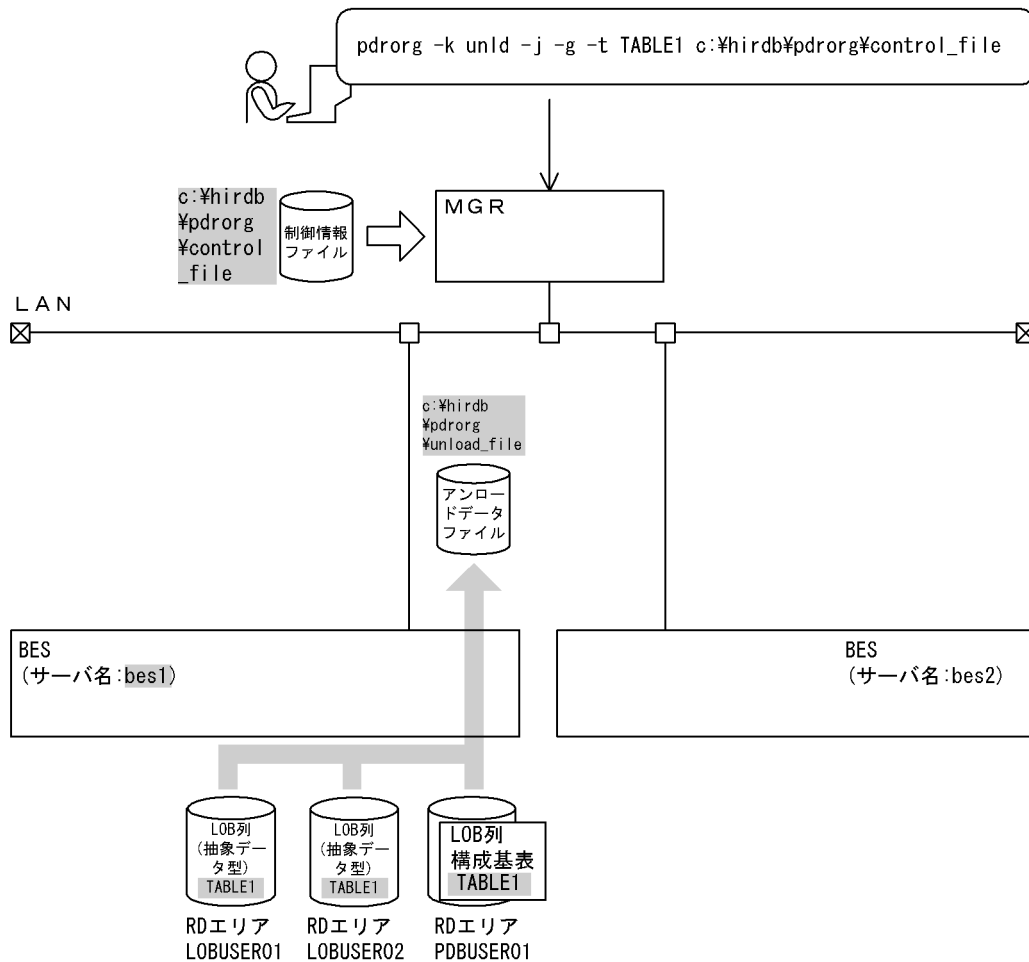 pdrorg -k unld -j -g -t TABLE1 c:¥hirdb¥pdrorg¥control_file
c:¥hirdb
¥pdrorg
¥control
_file
制御情報
ファイル
ＭＧＲ
ＬＡＮ
c:¥hirdb
¥pdrorg
¥unload_file
アンロー
ドデータ
ファイル
BES
(サーバ名:bes1)
BES
(サーバ名:bes2)
LOB列
(抽象デー
タ型)
TABLE1
LOB列
(抽象デー
タ型)
TABLE1
LOB列
構成基表
TABLE1
RDエリア
LOBUSER01
RDエリア
LOBUSER02
RDエリア
PDBUSER01